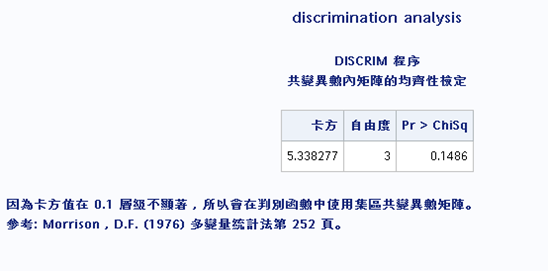 discrimination analysis
DISCRIM 程序
共變異數內矩陣的均齊性檢定
卡方 自由度 Pr > ChiSq
5.338277 3 0.1486
因為卡方值在 0.1 層級不顯著，所以會在判別函數中使用集區共變異數矩陣。
參考: Morrison , D.F. (1976) 多變量統計法第 252 頁。